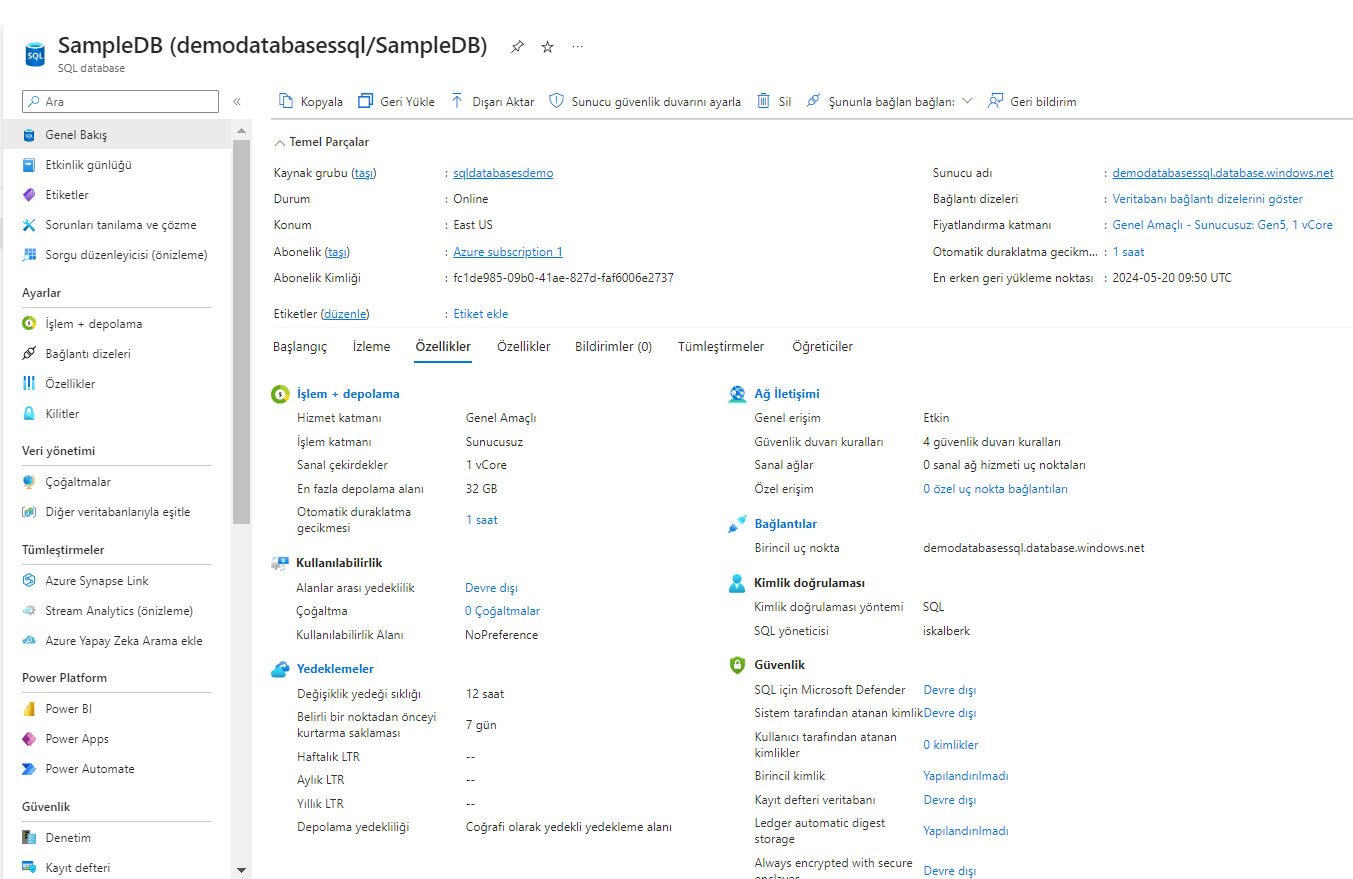 SampleDB (demodatabasessql/SampleDB)
SQL database
Ara
Genel Bakış
Etkinlik günlüğü
Etiketler
Sorunları tanılama ve çözme
Sorgu düzenleyicisi (önizleme)
Ayarlar
İşlem + depolama
Bağlantı dizeleri
Özellikler
Kilitler
Veri yönetimi
Çoğaltmalar
Diğer veritabanlarıyla eşitle
Tümleştirmeler
Azure Synapse Link
Stream Analytics (önizleme)
Azure Yapay Zeka Arama ekle
Power Platform
Power BI
Power Apps
Power Automate
Güvenlik
Denetim
Kayıt defteri
Kopyala Geri Yükle Dışarı Aktar Sunucu güvenlik duvarını ayarla Sil Şununla bağlan bağlan: Geri bildirim
Temel Parçalar
Kaynak grubu (taşı) : sqldatabasesdemo
Durum : Online
Konum : East US
Abonelik (taşı) : Azure subscription 1
Abonelik Kimliği : fc1de985-09b0-41ae-827d-faf6006e2737
Sunucu adı : demodatabasessql.database.windows.net
Bağlantı dizeleri : Veritabanı bağlantı dizelerini göster
Fiyatlandırma katmanı : Genel Amaçlı - Sunucusuz: Gen5, 1 vCore
Otomatik duraklatma gecikm... : 1 saat
En erken geri yükleme noktası : 2024-05-20 09:50 UTC
Etiketler (düzenle) : Etiket ekle
Başlangıç İzleme Özellikler Özellikler Bildirimler (0) Tümleştirmeler Öğreticiler
İşlem + depolama
Hizmet katmanı Genel Amaçlı
İşlem katmanı Sunucusuz
Sanal çekirdekler 1 vCore
En fazla depolama alanı 32 GB
Otomatik duraklatma
gecikmesi 1 saat
Kullanılabilirlik
Alanlar arası yedeklilik Devre dışı
Çoğaltma 0 Çoğaltmalar
Kullanılabilirlik Alanı NoPreference
Yedeklemeler
Değişiklik yedeği sıklığı 12 saat
Belirli bir noktadan önceyi
kurtarma saklaması 7 gün
Haftalık LTR --
Aylık LTR --
Yıllık LTR --
Depolama yedekliliği Coğrafi olarak yedekli yedekleme alanı
Ağ İletişimi
Genel erişim Etkin
Güvenlik duvarı kuralları 4 güvenlik duvarı kuralları
Sanal ağlar 0 sanal ağ hizmeti uç noktaları
Özel erişim 0 özel uç nokta bağlantıları
Bağlantılar
Birincil uç nokta demodatabasessql.database.windows.net
Kimlik doğrulaması
Kimlik doğrulaması yöntemi SQL
SQL yöneticisi iskalberk
Güvenlik
SQL için Microsoft Defender Devre dışı
Sistem tarafından atanan kimlik Devre dışı
Kullanıcı tarafından atanan
kimlikler 0 kimlikler
Birincil kimlik Yapılandırılmadı
Kayıt defteri veritabanı Devre dışı
Ledger automatic digest
storage Yapılandırılmadı
Always encrypted with secure
enclaves Devre dışı